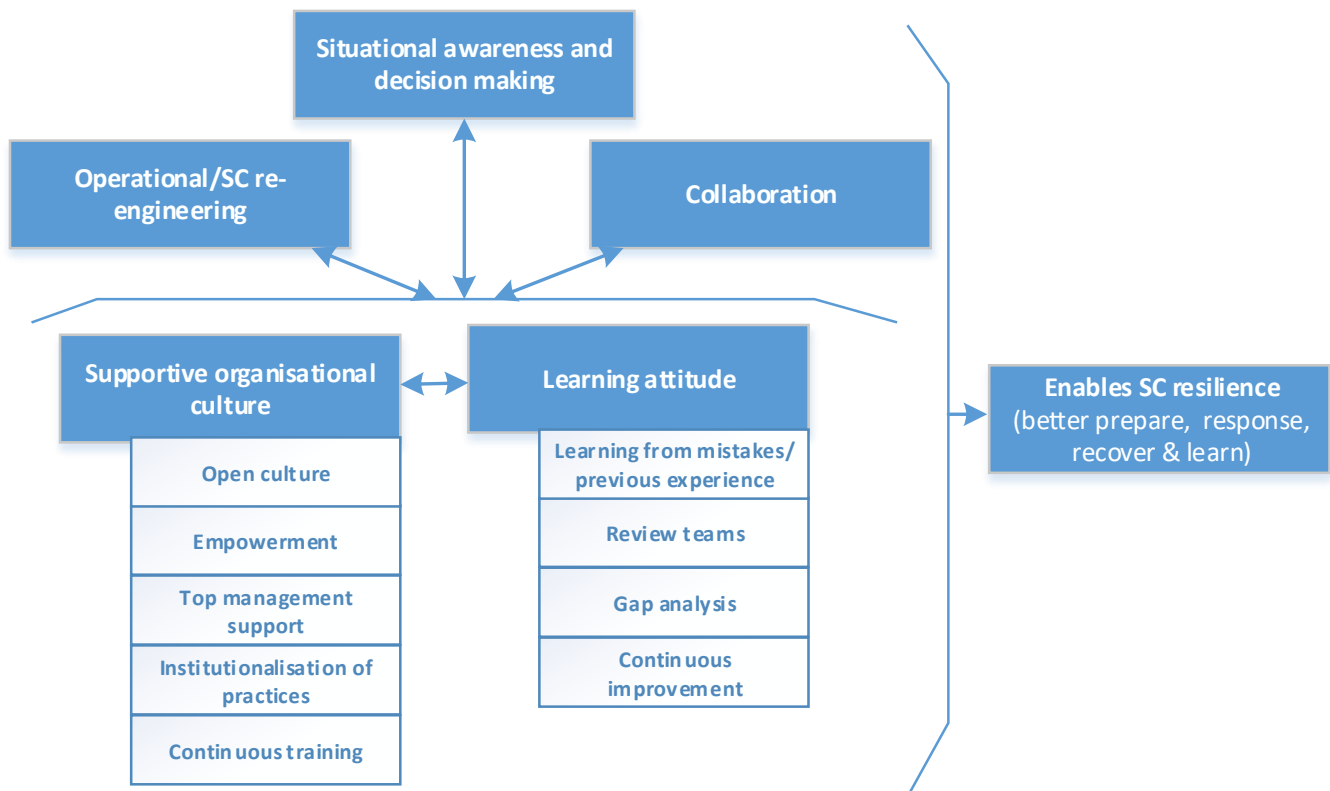 Situational awareness and
decision making
Operational/SC re-
engineering
Collaboration
Supportive organisational
culture
Learning attitude
Open culture
Empowerment
Top management
support
Institutionalisation of
practices
Continuous training
Learning from mistakes/
previous experience
Review teams
Gap analysis
Continuous
improvement
Enables SC resilience
(better prepare, response,
recover & learn)